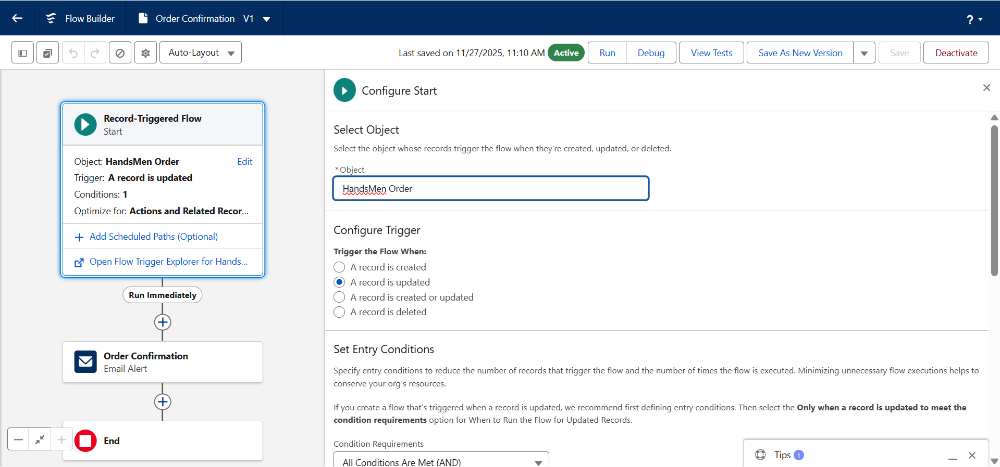 Flow Builder
Order Confirmation - V1
?
Auto-Layout
Last saved on 11/27/2025, 11:10 AM
Active
Run
Debug
View Tests
Save As New Version
Save
Deactivate
Record-Triggered Flow
Start
Object: HandsMen Order
Edit
Trigger: A record is updated
Conditions: 1
Optimize for: Actions and Related Recor...
Add Scheduled Paths (Optional)
Open Flow Trigger Explorer for Hands...
Run Immediately
Order Confirmation
Email Alert
End
Configure Start
Select Object
Select the object whose records trigger the flow when they're created, updated, or deleted.
* Object
HandsMen Order
Configure Trigger
Trigger the Flow When:
A record is created
A record is updated
A record is created or updated
A record is deleted
Set Entry Conditions
Specify entry conditions to reduce the number of records that trigger the flow and the number of times the flow is executed. Minimizing unnecessary flow executions helps to
conserve your org's resources.
If you create a flow that's triggered when a record is updated, we recommend first defining entry conditions. Then select the Only when a record is updated to meet the
condition requirements option for When to Run the Flow for Updated Records.
Condition Requirements
All Conditions Are Met (AND)
Tips 1